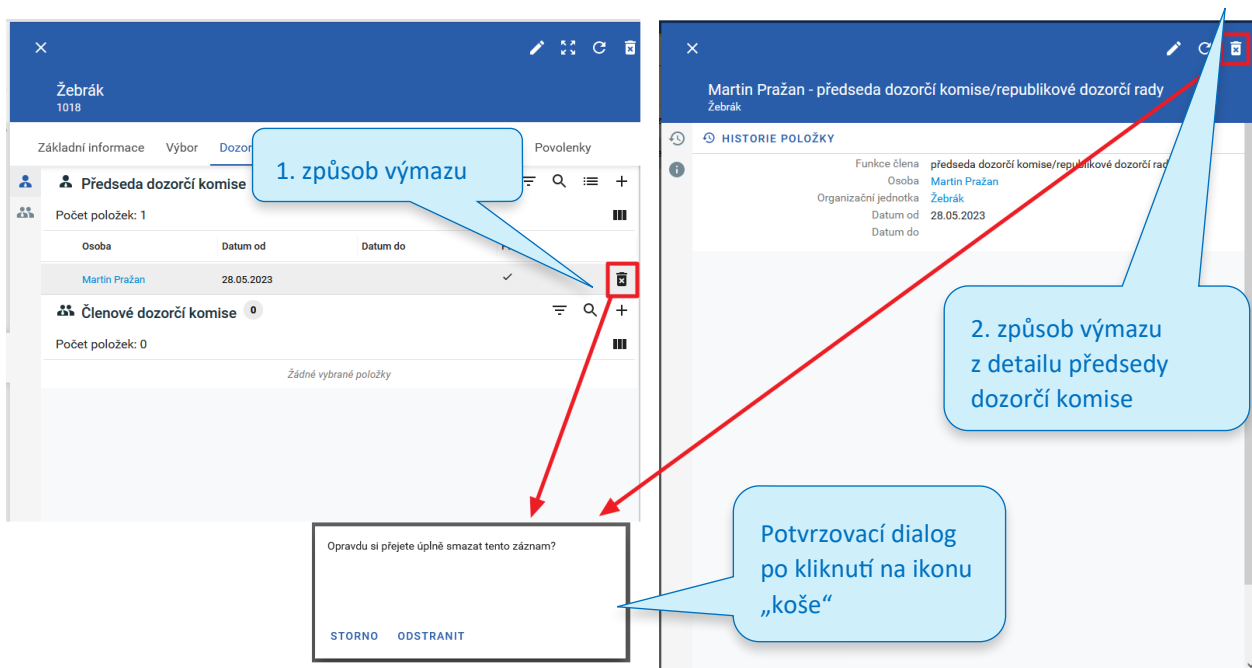 Žebrák
1018
Základní informace Výbor Povolenky
1. způsob výmazu
Předseda dozorčí komise
Počet položek: 1
Osoba Datum od Datum do
Martin Pražan 28.05.2023
Členové dozorčí komise 0
Počet položek: 0
Žádné vybrané položky
Martin Pražan - předseda dozorčí komise/republikové dozorčí rady
Žebrák
HISTORIE POLOŽKY
Funkce člena předseda dozorčí komise/republikové dozorčí rady
Osoba Martin Pražan
Organizační jednotka Žebrák
Datum od 28.05.2023
Datum do
2. způsob výmazu
z detailu předsedy
dozorčí komise
Opravdu si přejete úplně smazat tento záznam?
STORNO ODSTRANIT
Potvrzovací dialog
po kliknutí na ikonu
„koše“